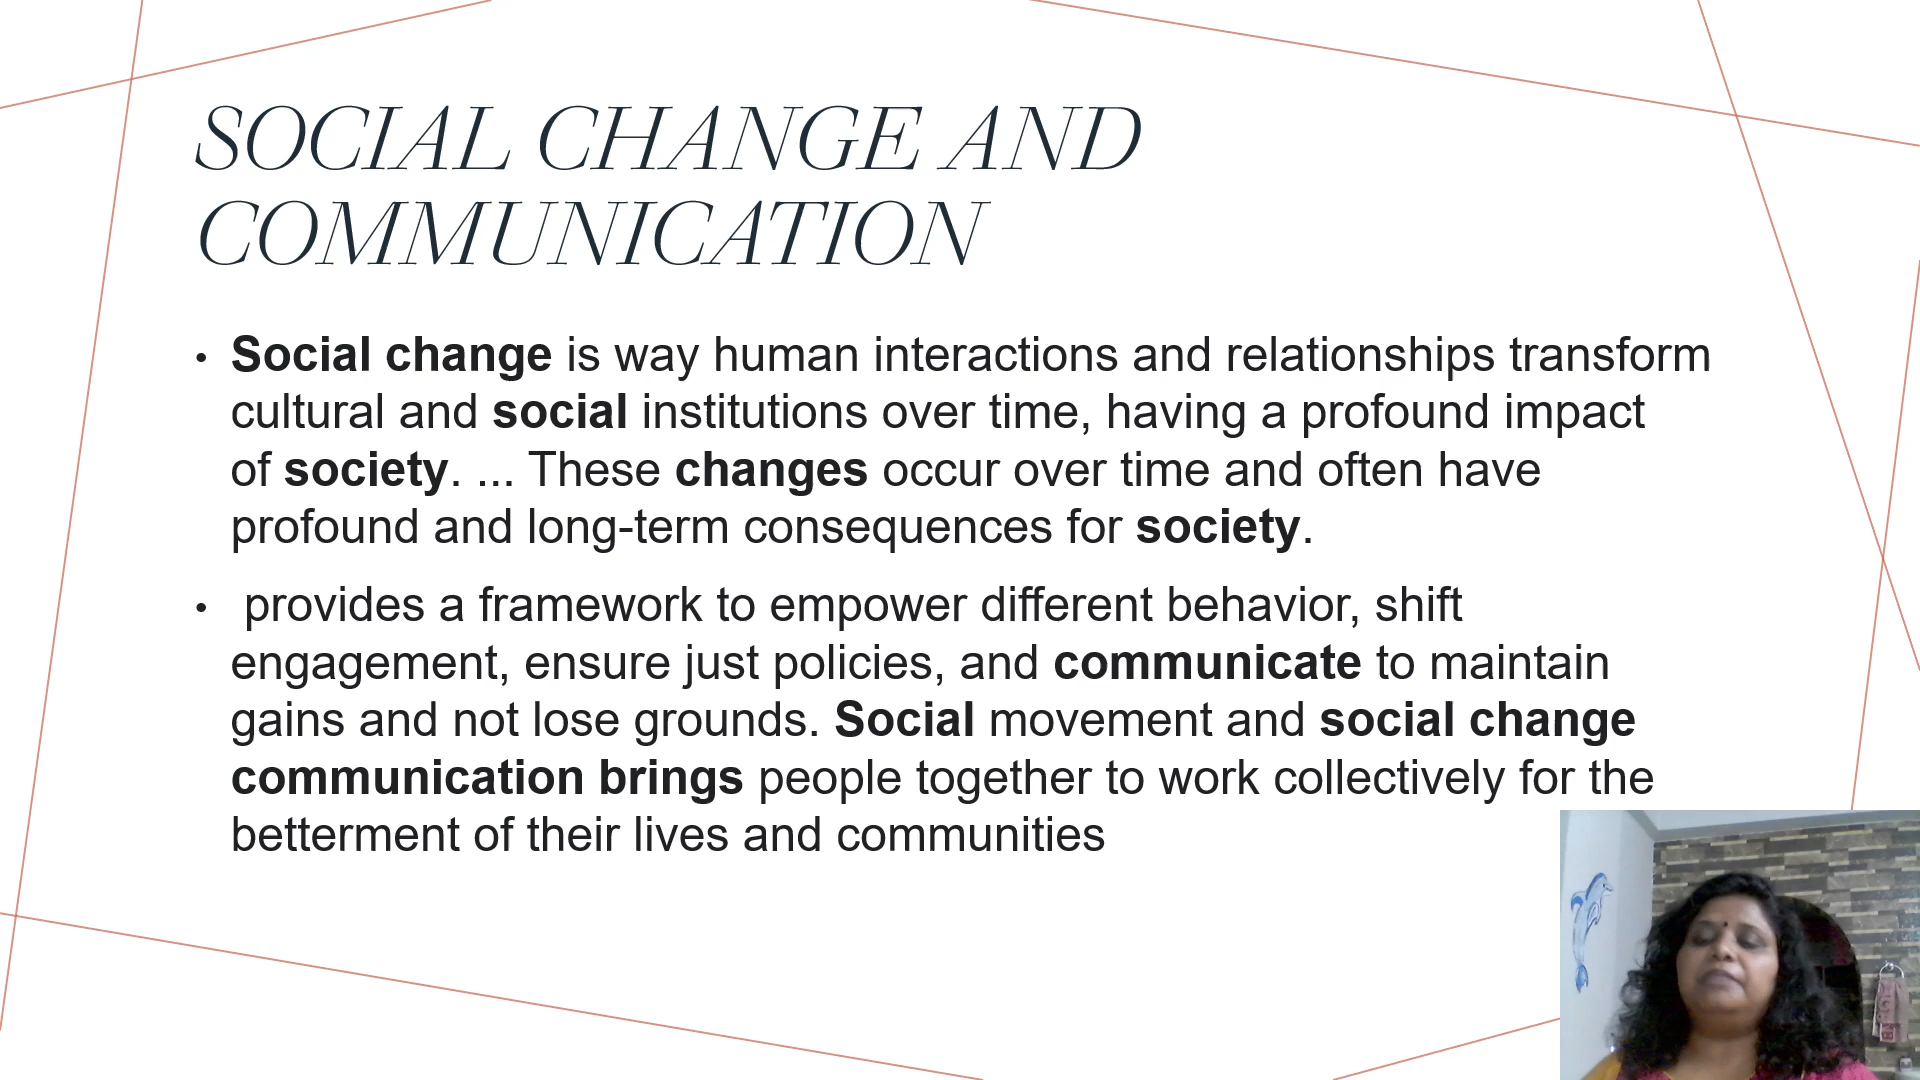 SOCIAL CHANGE AND
COMMUNICATION
• Social change is way human interactions and relationships transform
cultural and social institutions over time, having a profound impact
of society. ... These changes occur over time and often have
profound and long-term consequences for society.
• provides a framework to empower different behavior, shift
engagement, ensure just policies, and communicate to maintain
gains and not lose grounds. Social movement and social change
communication brings people together to work collectively for the
betterment of their lives and communities